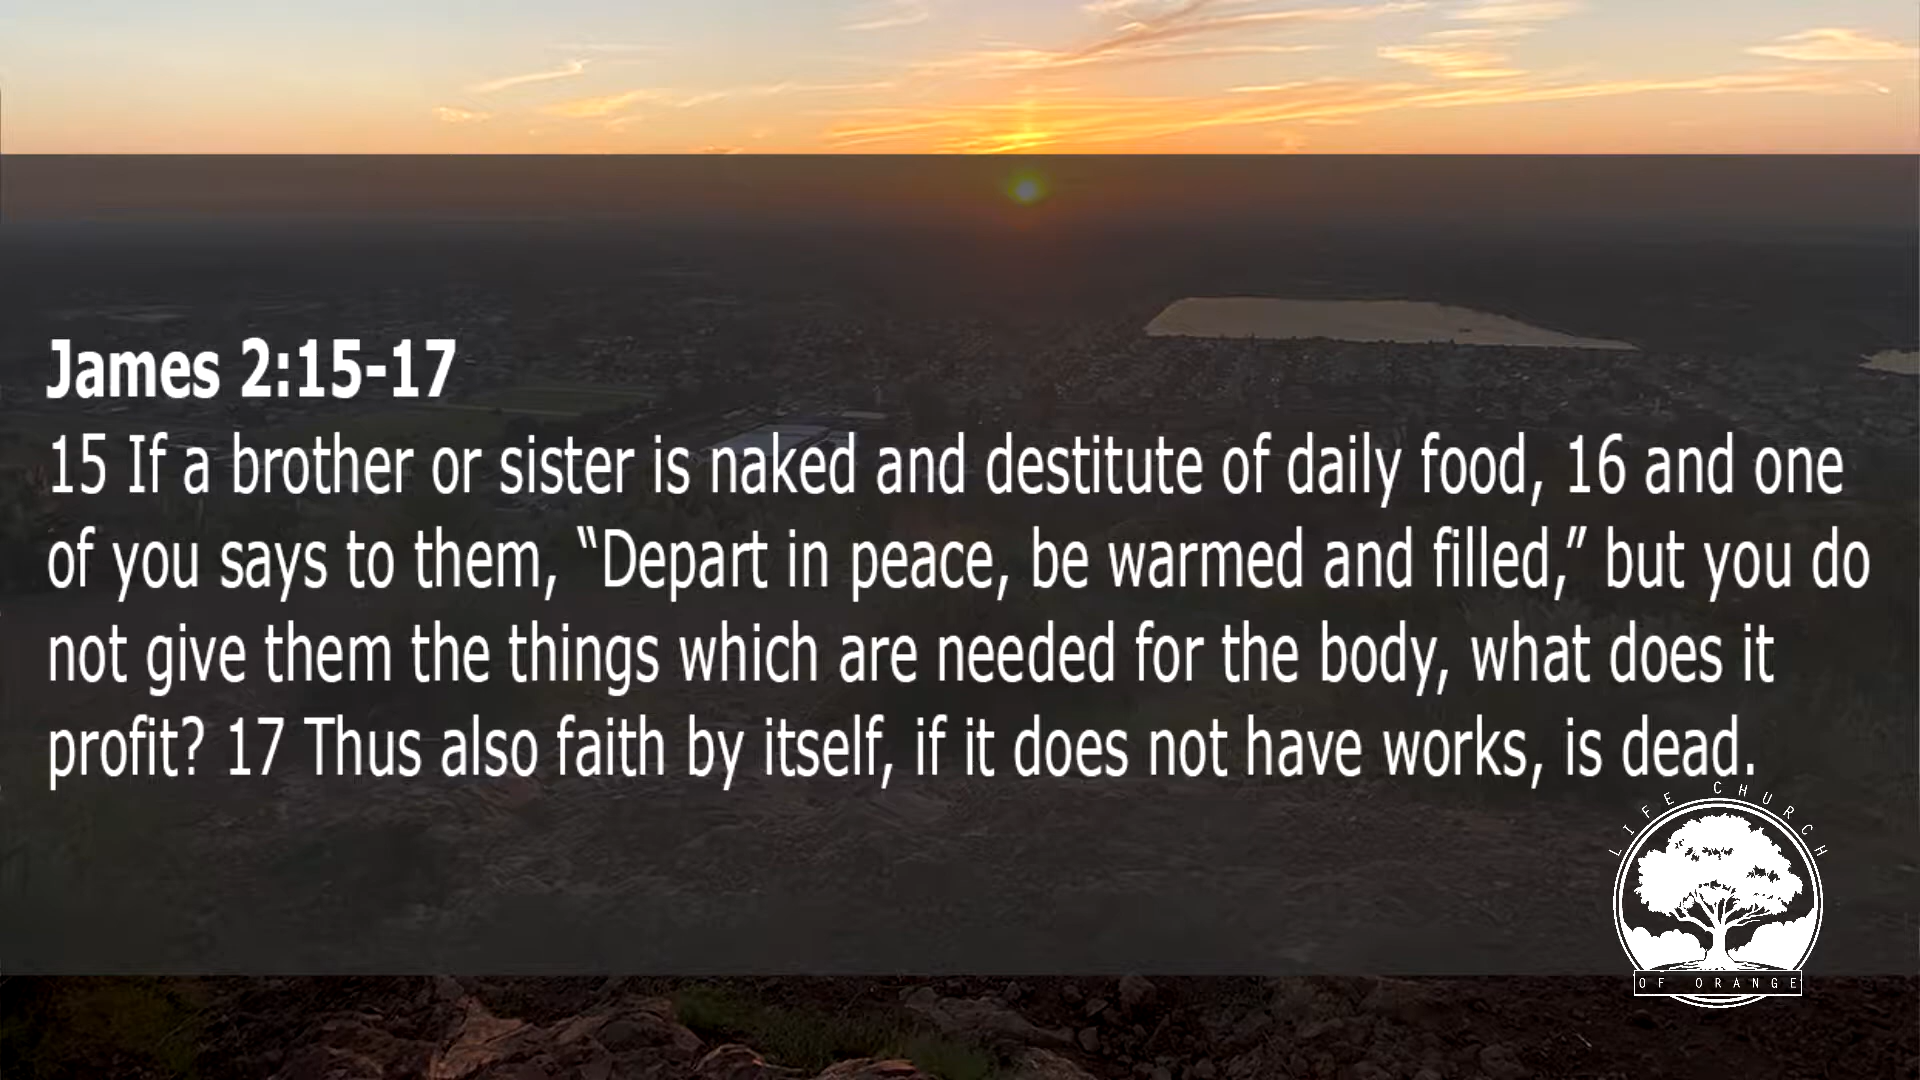 James 2:15-17
15 If a brother or sister is naked and destitute of daily food, 16 and one
of you says to them, “Depart in peace, be warmed and filled,” but you do
not give them the things which are needed for the body, what does it
profit? 17 Thus also faith by itself, if it does not have works, is dead.
LIFE CHURCH
OF ORANGE